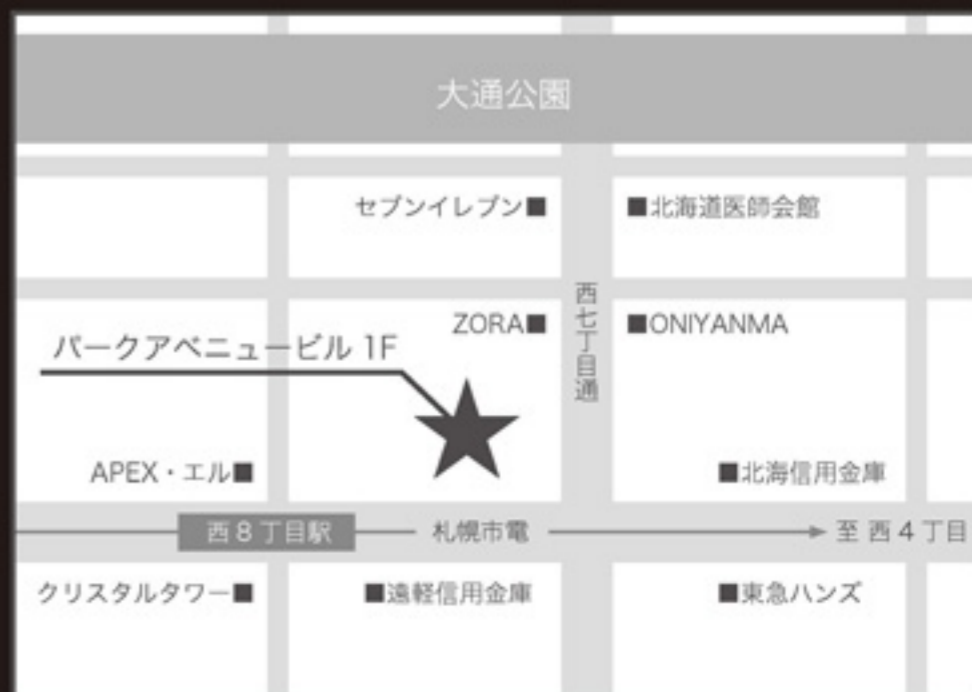 大通公園
セブンイレブン■
■北海道医師会館
西七丁目通
ZORA■
■ONIYANMA
パークアベニュービル 1F
APEX・エル■
■北海信用金庫
西8丁目駅
札幌市電
至 西4丁目
クリスタルタワー■
■遠軽信用金庫
■東急ハンズ